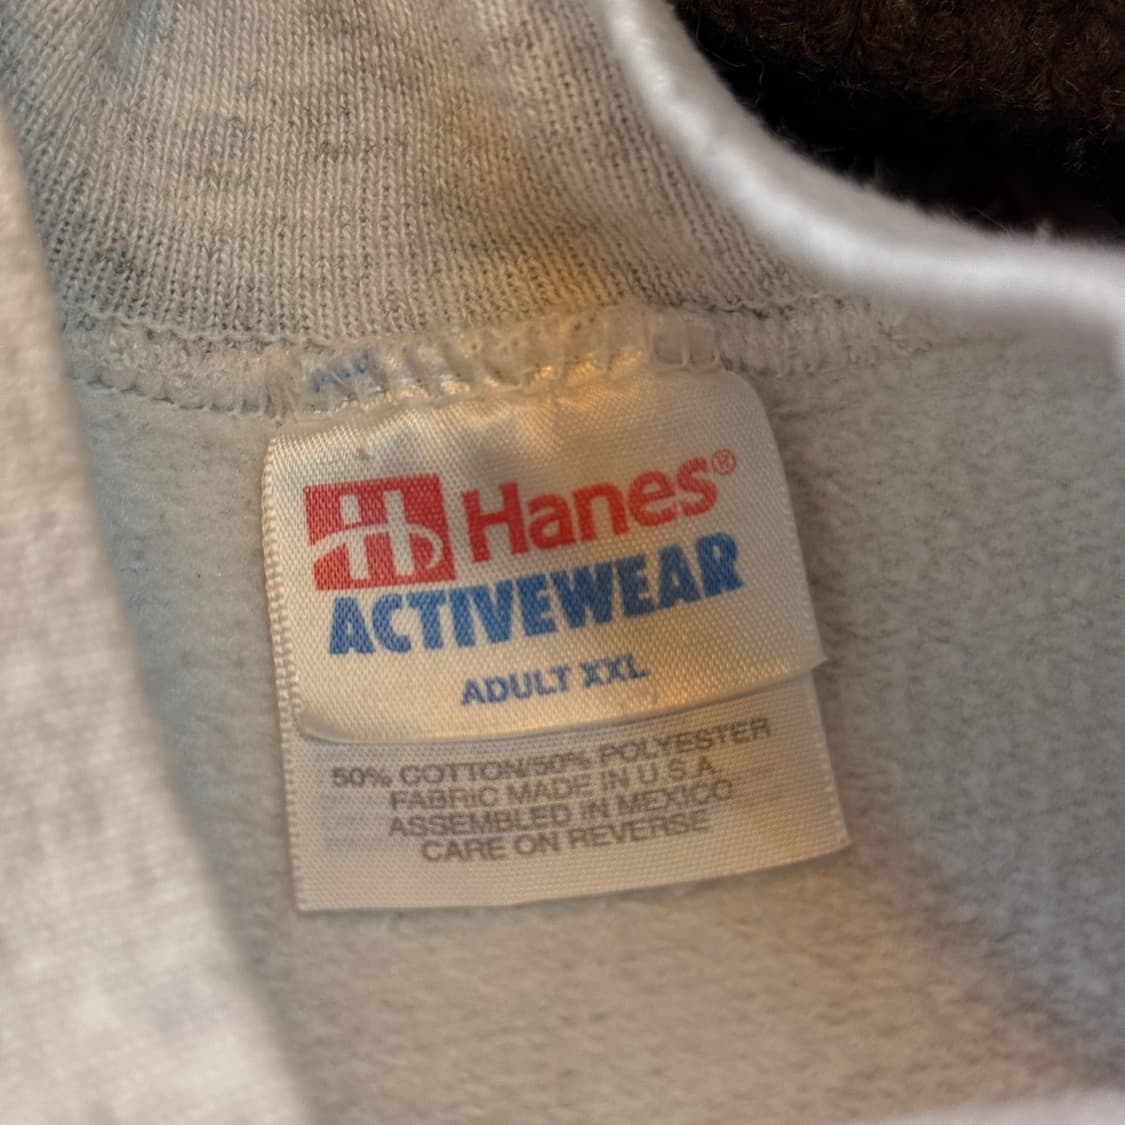 Hanes®
ACTIVEWEAR
ADULT XXL
50% COTTON/50% POLYESTER
FABRIC MADE IN U.S.A.
ASSEMBLED IN MEXICO
CARE ON REVERSE